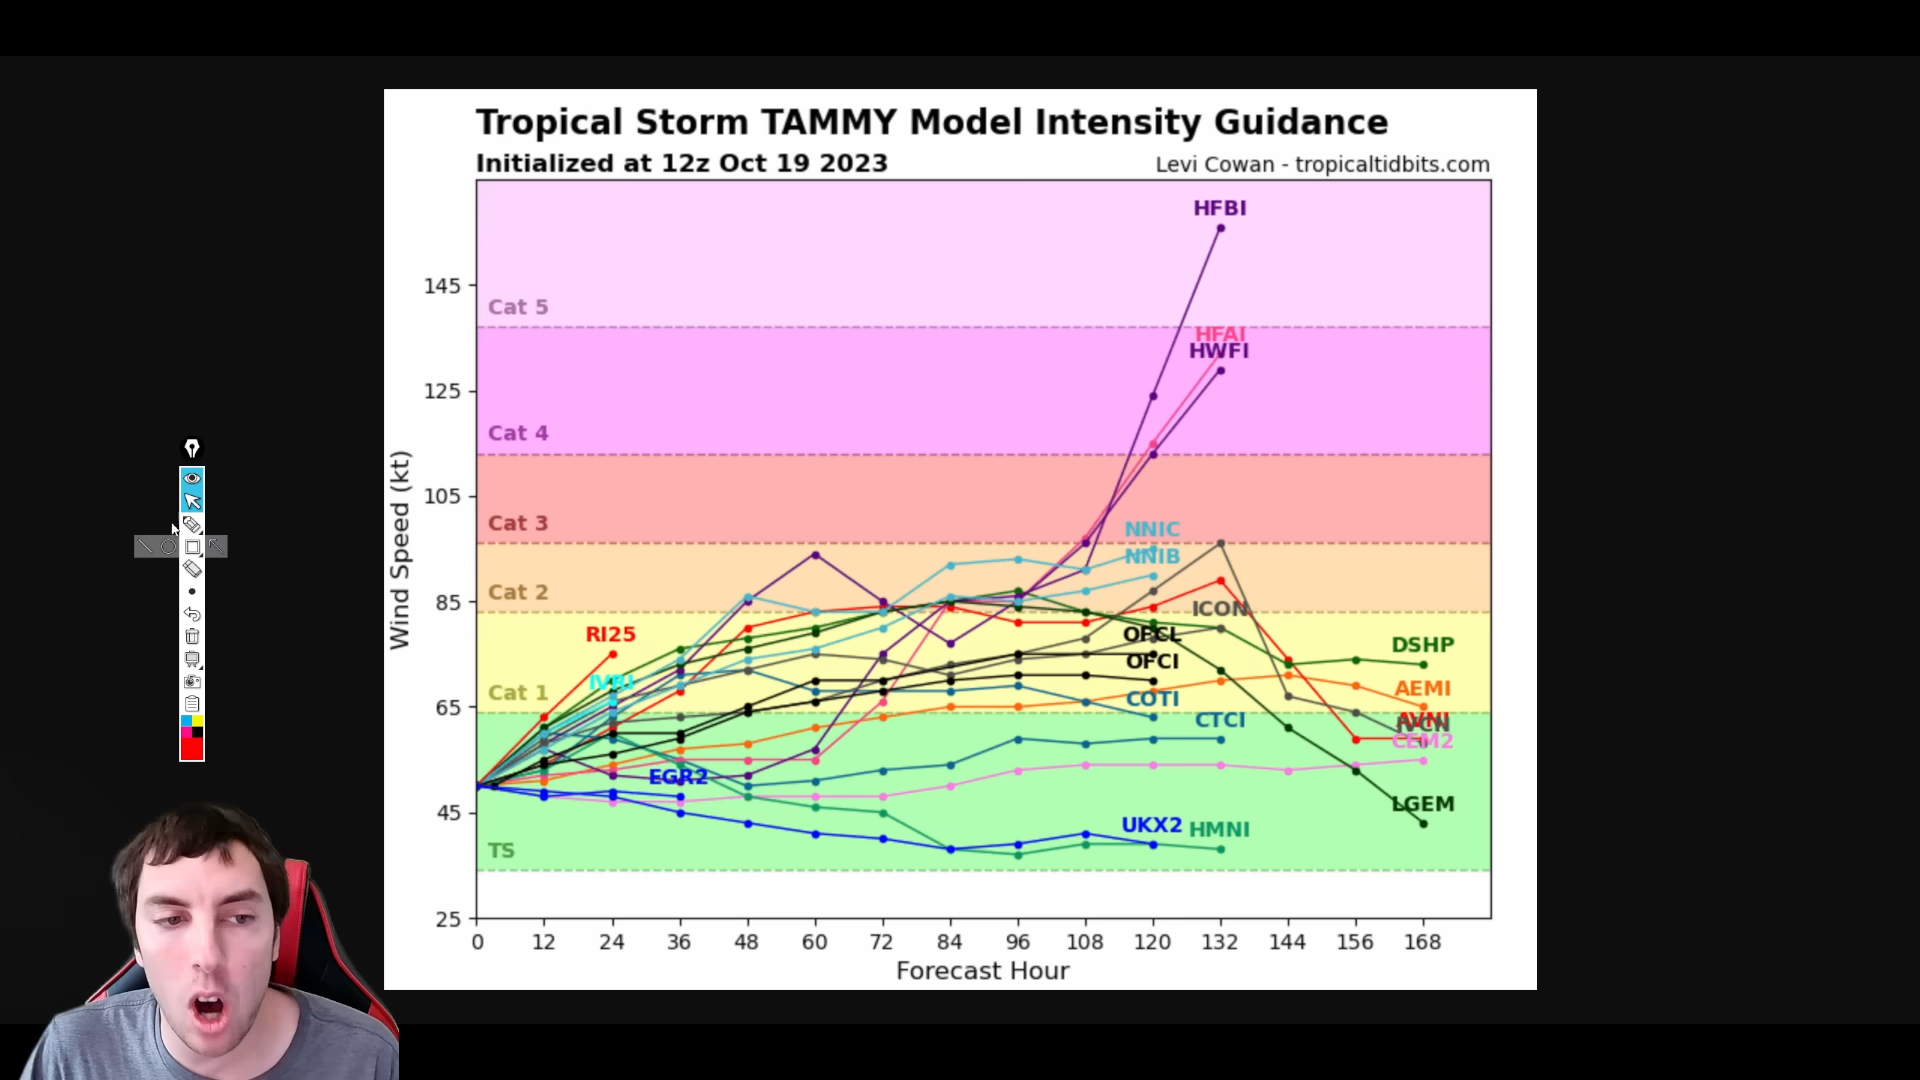 Tropical Storm TAMMY Model Intensity Guidance
Initialized at 12z Oct 19 2023
Levi Cowan - tropicaltidbits.com
HFBI
145
Cat 5
HFAI
HWFI
125
Cat 4
105
Cat 3
NNIC
NNIB
85
Cat 2
ICON
RI25
OFCL
DSHP
OFCI
IVRI
AEMI
65
Cat 1
COTI
CTCI
AVNI
IVCN
CEM2
EGR2
LGEM
45
UKX2
HMNI
TS
25
0 12 24 36 48 60 72 84 96 108 120 132 144 156 168
Forecast Hour
Wind Speed (kt)